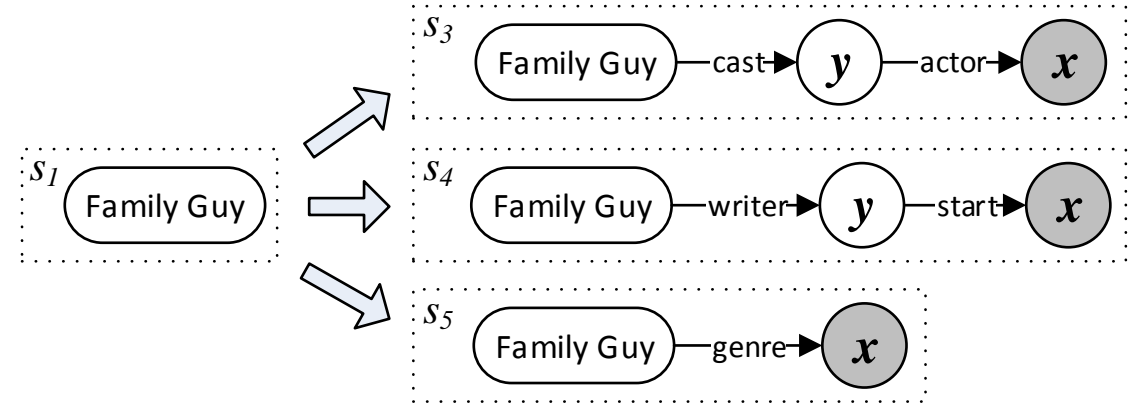 s3
Family Guy cast y actor x
s1
Family Guy
s4
Family Guy writer y start x
s5
Family Guy genre x